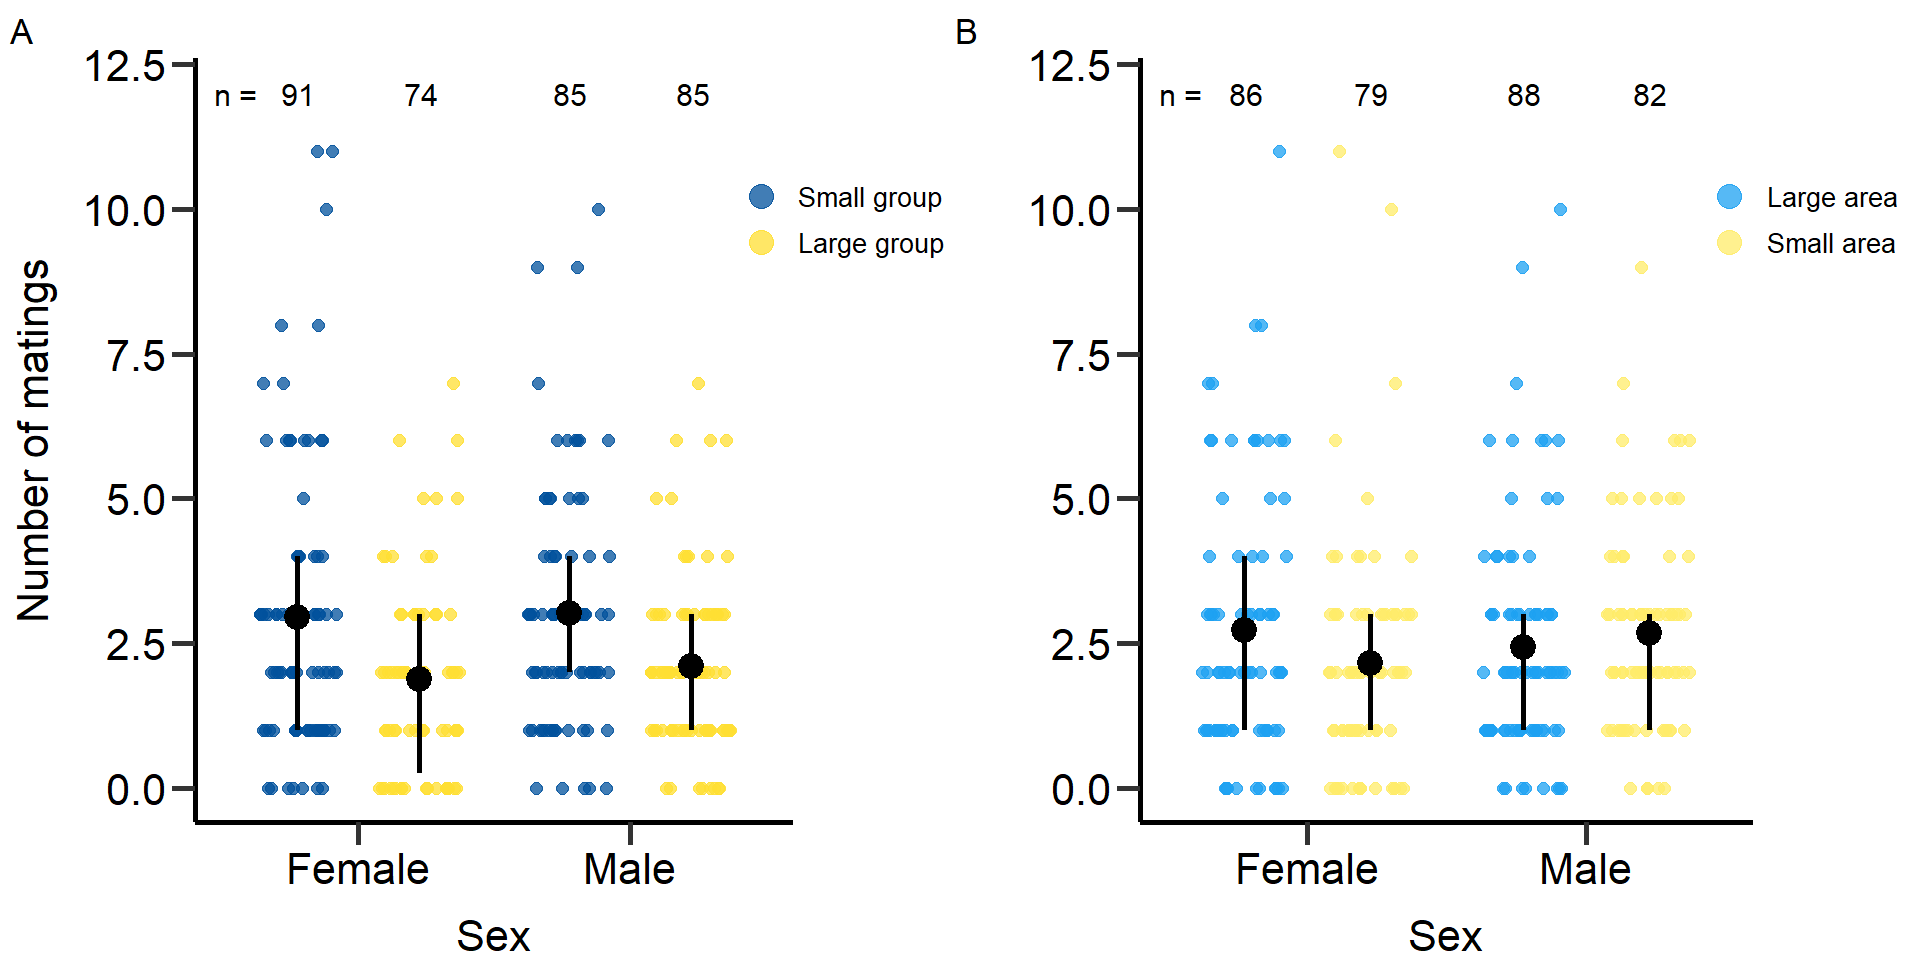 A
Number of matings
12.5
10.0
7.5
5.0
2.5
0.0
n = 91 74 85 85
Small group
Large group
Female Male
Sex
B
12.5
10.0
7.5
5.0
2.5
0.0
n = 86 79 88 82
Large area
Small area
Female Male
Sex